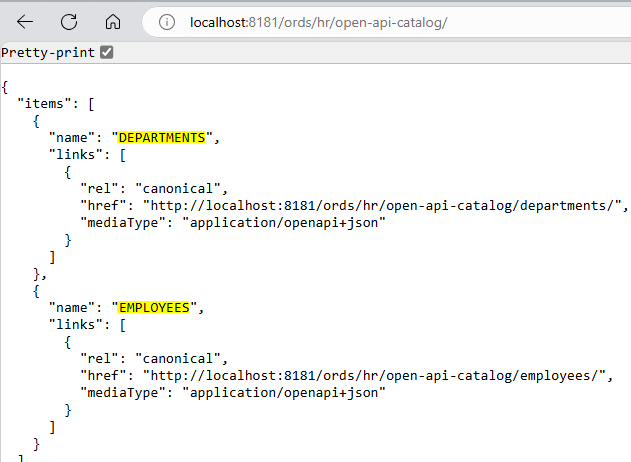 localhost:8181/ords/hr/open-api-catalog/
Pretty-print
{
  "items": [
    {
      "name": "DEPARTMENTS",
      "links": [
        {
          "rel": "canonical",
          "href": "http://localhost:8181/ords/hr/open-api-catalog/departments/",
          "mediaType": "application/openapi+json"
        }
      ]
    },
    {
      "name": "EMPLOYEES",
      "links": [
        {
          "rel": "canonical",
          "href": "http://localhost:8181/ords/hr/open-api-catalog/employees/",
          "mediaType": "application/openapi+json"
        }
      ]
    }
  ]